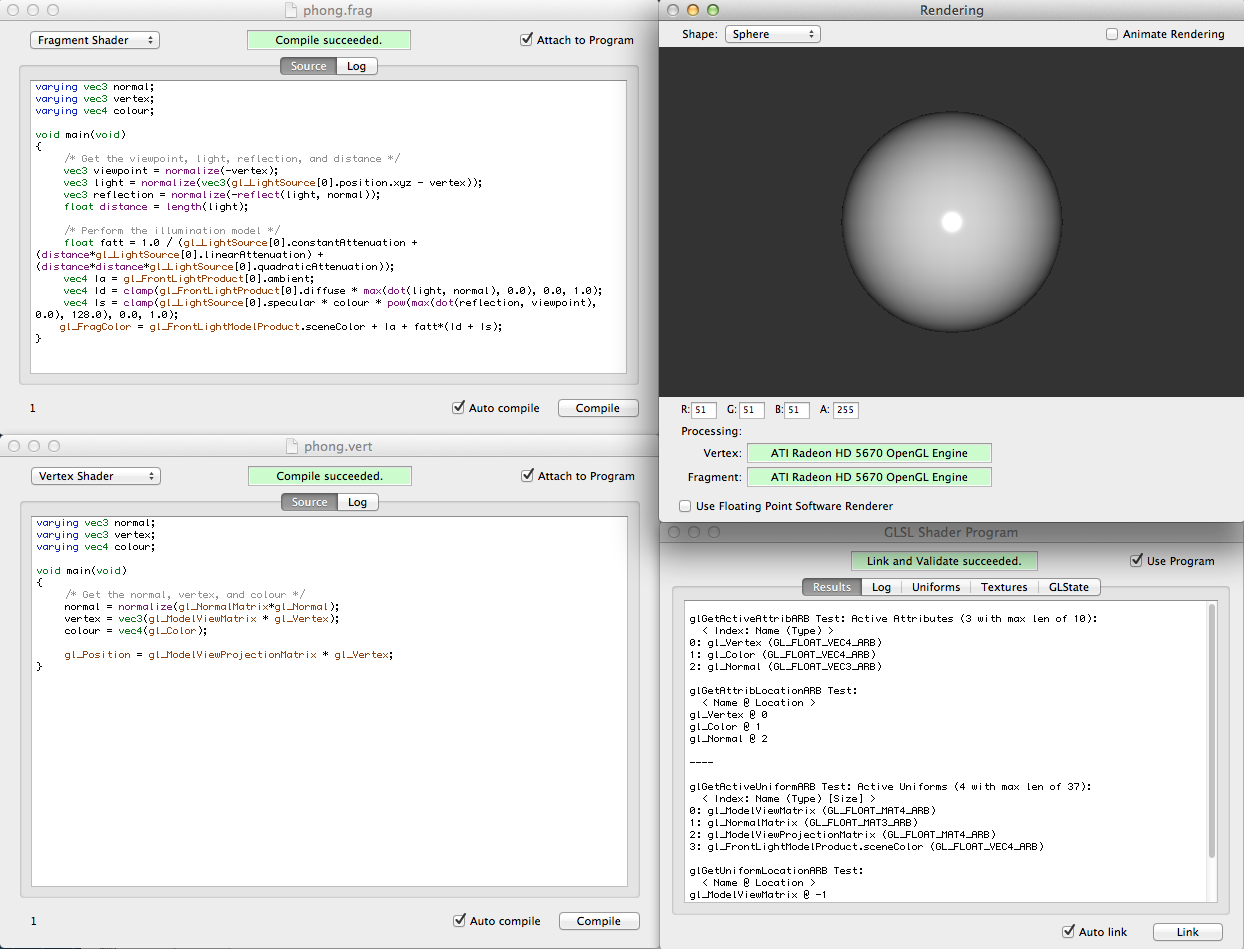 phong.frag
Fragment Shader
Compile succeeded.
Attach to Program
Source Log
varying vec3 normal;
varying vec3 vertex;
varying vec4 colour;
void main(void)
{
/* Get the viewpoint, light, reflection, and distance */
vec3 viewpoint = normalize(-vertex);
vec3 light = normalize(vec3(gl_LightSource[0].position.xyz - vertex));
vec3 reflection = normalize(-reflect(light, normal));
float distance = length(light);
/* Perform the illumination model */
float fatt = 1.0 / (gl_LightSource[0].constantAttenuation +
(distance*gl_LightSource[0].linearAttenuation) +
(distance*distance*gl_LightSource[0].quadraticAttenuation));
vec4 Ia = gl_FrontLightProduct[0].ambient;
vec4 Id = clamp(gl_FrontLightProduct[0].diffuse * max(dot(light, normal), 0.0), 0.0, 1.0);
vec4 Is = clamp(gl_LightSource[0].specular * colour * pow(max(dot(reflection, viewpoint),
0.0), 128.0), 0.0, 1.0);
gl_FragColor = gl_FrontLightModelProduct.sceneColor + Ia + fatt*(Id + Is);
}
1
Auto compile
Compile
phong.vert
Vertex Shader
Compile succeeded.
Attach to Program
Source Log
varying vec3 normal;
varying vec3 vertex;
varying vec4 colour;
void main(void)
{
/* Get the normal, vertex, and colour */
normal = normalize(gl_NormalMatrix*gl_Normal);
vertex = vec3(gl_ModelViewMatrix * gl_Vertex);
colour = vec4(gl_Color);
gl_Position = gl_ModelViewProjectionMatrix * gl_Vertex;
}
1
Auto compile
Compile
Rendering
Shape: Sphere
Animate Rendering
R: 51 G: 51 B: 51 A: 255
Processing:
Vertex: ATI Radeon HD 5670 OpenGL Engine
Fragment: ATI Radeon HD 5670 OpenGL Engine
Use Floating Point Software Renderer
GLSL Shader Program
Link and Validate succeeded.
Use Program
Results Log Uniforms Textures GLState
glGetActiveAttribARB Test: Active Attributes (3 with max len of 10):
< Index: Name (Type) >
0: gl_Vertex (GL_FLOAT_VEC4_ARB)
1: gl_Color (GL_FLOAT_VEC4_ARB)
2: gl_Normal (GL_FLOAT_VEC3_ARB)
glGetAttribLocationARB Test:
< Name @ Location >
gl_Vertex @ 0
gl_Color @ 1
gl_Normal @ 2
----
glGetActiveUniformARB Test: Active Uniforms (4 with max len of 37):
< Index: Name (Type) [Size] >
0: gl_ModelViewMatrix (GL_FLOAT_MAT4_ARB)
1: gl_NormalMatrix (GL_FLOAT_MAT3_ARB)
2: gl_ModelViewProjectionMatrix (GL_FLOAT_MAT4_ARB)
3: gl_FrontLightModelProduct.sceneColor (GL_FLOAT_VEC4_ARB)
glGetUniformLocationARB Test:
< Name @ Location >
gl_ModelViewMatrix @ -1
Auto link
Link